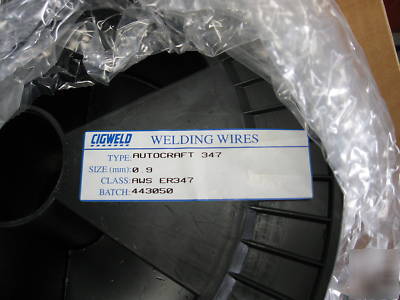 CIGWELD WELDING WIRES
TYPE: AUTOCRAFT 347
SIZE (mm): 0.9
CLASS: AWS ER347
BATCH: 443050